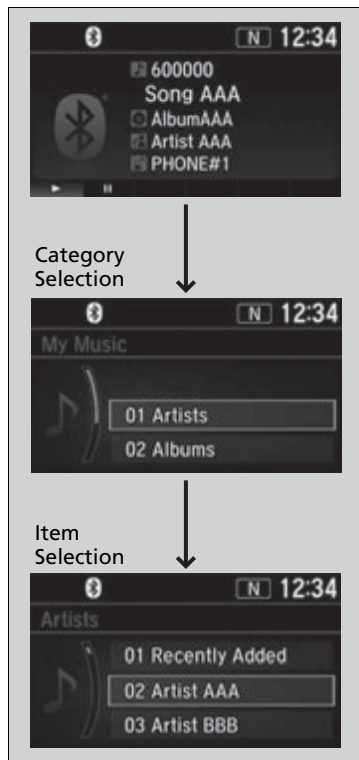 N 12:34
600000
Song AAA
AlbumAAA
Artist AAA
PHONE#1
Category
Selection
N 12:34
My Music
01 Artists
02 Albums
Item
Selection
N 12:34
Artists
01 Recently Added
02 Artist AAA
03 Artist BBB